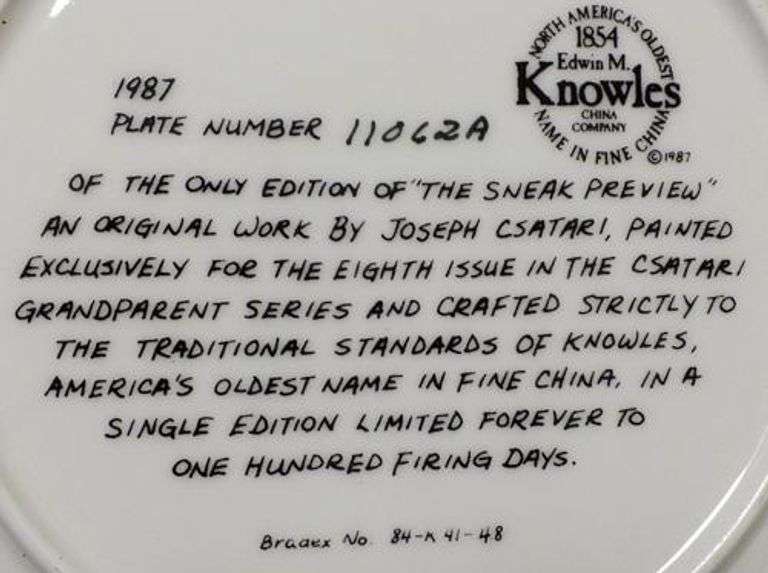 NORTH AMERICA'S OLDEST
1854
Edwin M.
Knowles
CHINA
COMPANY
NAME IN FINE CHINA
©1987
1987
PLATE NUMBER 11062A
OF THE ONLY EDITION OF "THE SNEAK PREVIEW"
AN ORIGINAL WORK BY JOSEPH CSATARI, PAINTED
EXCLUSIVELY FOR THE EIGHTH ISSUE IN THE CSATARI
GRANDPARENT SERIES AND CRAFTED STRICTLY TO
THE TRADITIONAL STANDARDS OF KNOWLES,
AMERICA'S OLDEST NAME IN FINE CHINA, IN A
SINGLE EDITION LIMITED FOREVER TO
ONE HUNDRED FIRING DAYS.
Bradex No. 84-K 41-48